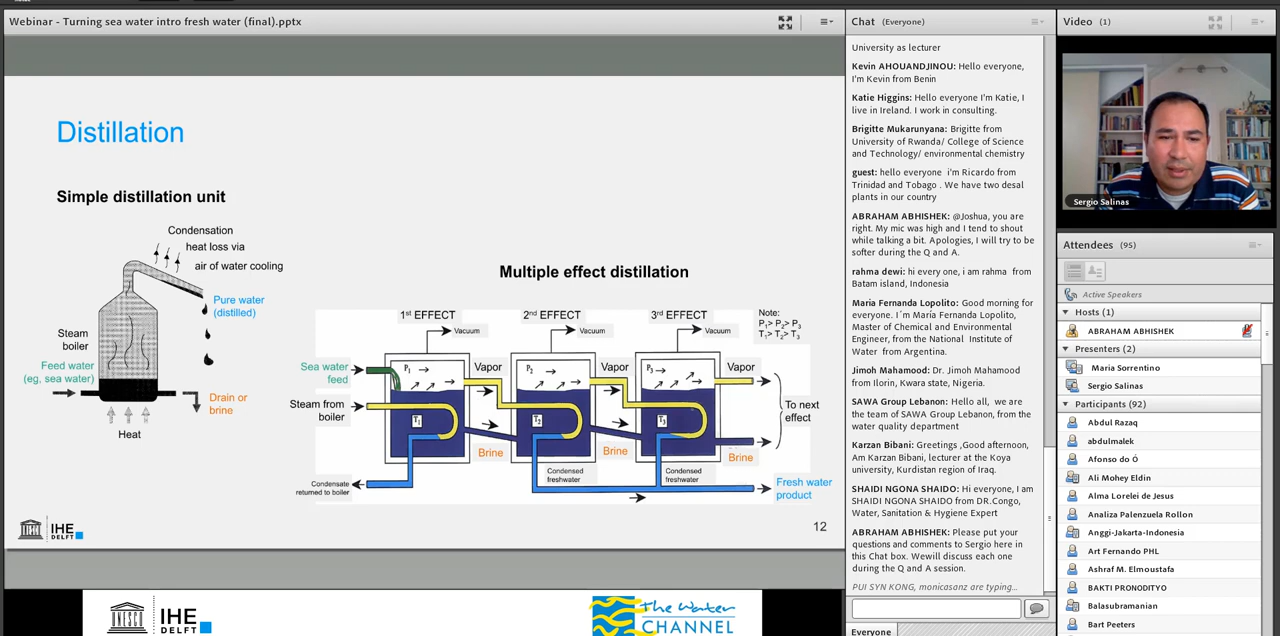 Webinar - Turning sea water intro fresh water (final).pptx
Distillation
Simple distillation unit
Condensation
heat loss via
air of water cooling
Pure water
(distilled)
Steam
boiler
Feed water
(eg. sea water)
Drain or
brine
Heat
Multiple effect distillation
1st EFFECT
2nd EFFECT
3rd EFFECT
Note:
P1> P2> P3
T1> T2> T3
Vacuum
Vacuum
Vacuum
Sea water
feed
P1
Vapor
P2
Vapor
P3
Vapor
Steam from
boiler
T1
T2
T3
To next
effect
Brine
Brine
Brine
Condensate
returned to boiler
Condensed
freshwater
Condensed
freshwater
Fresh water
product
IHE
DELFT
12
UNESCO
IHE
DELFT
The Water
CHANNEL
Chat (Everyone)
University as lecturer
Kevin AHOUANDJINOU: Hello everyone,
I'm Kevin from Benin
Katie Higgins: Hello everyone I'm Katie, I
live in Ireland. I work in consulting.
Brigitte Mukarunyana: Brigitte from
University of Rwanda/ College of Science
and Technology/ environmental chemistry
guest: hello everyone i'm Ricardo from
Trinidad and Tobago . We have two desal
plants in our country
ABRAHAM ABHISHEK: @Joshua, you are
right. My mic was high and I tend to shout
while talking a bit. Apologies, I will try to be
softer during the Q and A.
rahma dewi: hi every one, i am rahma from
Batam island, Indonesia
Maria Fernanda Lopolito: Good morning for
everyone. I´m María Fernanda Lopolito,
Master of Chemical and Environmental
Engineer, from the National Institute of
Water from Argentina.
Jimoh Mahamood: Dr. Jimoh Mahamood
from Ilorin, Kwara state, Nigeria.
SAWA Group Lebanon: Hello all, we are
the team of SAWA Group Lebanon, from the
water quality department
Karzan Bibani: Greetings ,Good afternoon,
Am Karzan Bibani, lecturer at the Koya
university, Kurdistan region of Iraq.
SHAIDI NGONA SHAIDO: Hi everyone, I am
SHAIDI NGONA SHAIDO from DR.Congo,
Water, Sanitation & Hygiene Expert
ABRAHAM ABHISHEK: Please put your
questions and comments to Sergio here in
this Chat box. Wewill discuss each one
during the Q and A session.
PUI SYN KONG, monicasanz are typing...
Everyone
Video (1)
Sergio Salinas
Attendees (95)
Active Speakers
Hosts (1)
ABRAHAM ABHISHEK
Presenters (2)
Maria Sorrentino
Sergio Salinas
Participants (92)
Abdul Razaq
abdulmalek
Afonso do Ó
Ali Mohey Eldin
Alma Lorelei de Jesus
Analiza Palenzuela Rollon
Anggi-Jakarta-Indonesia
Art Fernando PHL
Ashraf M. Elmoustafa
BAKTI PRONODITYO
Balasubramanian
Bart Peeters